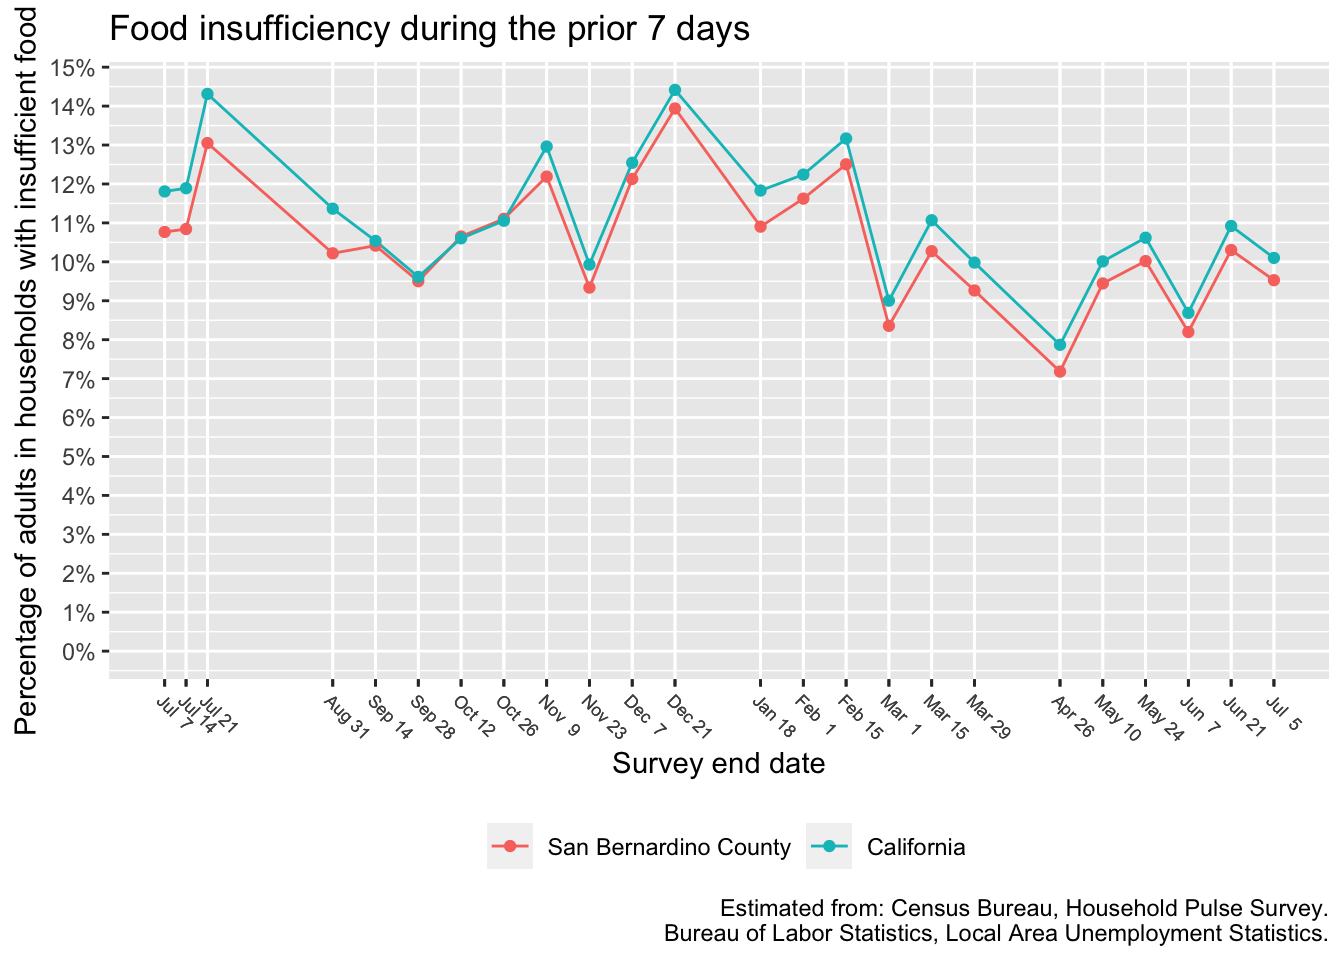 Food insufficiency during the prior 7 days
Percentage of adults in households with insufficient food
15%
14%
13%
12%
11%
10%
9%
8%
7%
6%
5%
4%
3%
2%
1%
0%
Jul 7
Jul 14
Jul 21
Aug 31
Sep 14
Sep 28
Oct 12
Oct 26
Nov 9
Nov 23
Dec 7
Dec 21
Jan 18
Feb 1
Feb 15
Mar 1
Mar 15
Mar 29
Apr 26
May 10
May 24
Jun 7
Jun 21
Jul 5
Survey end date
San Bernardino County
California
Estimated from: Census Bureau, Household Pulse Survey.
Bureau of Labor Statistics, Local Area Unemployment Statistics.